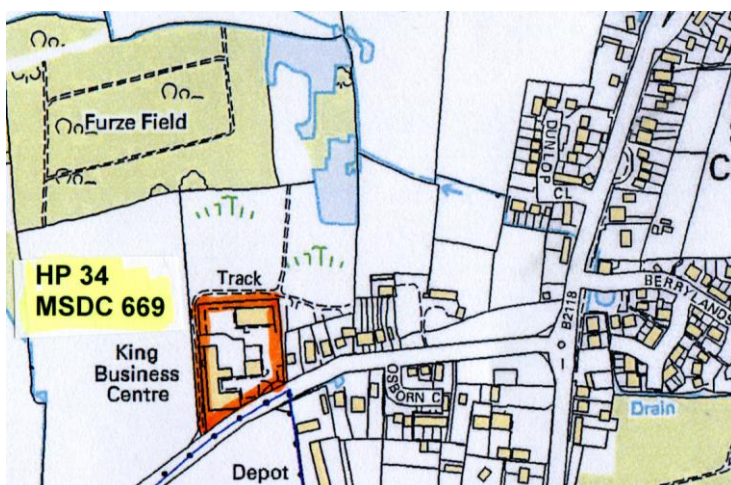 Furze Field
DUNLOP
CL
HP 34
MSDC 669
Track
BERRYLANDS
B2118
King
Business
Centre
OSBORN C
Drain
Depot
C